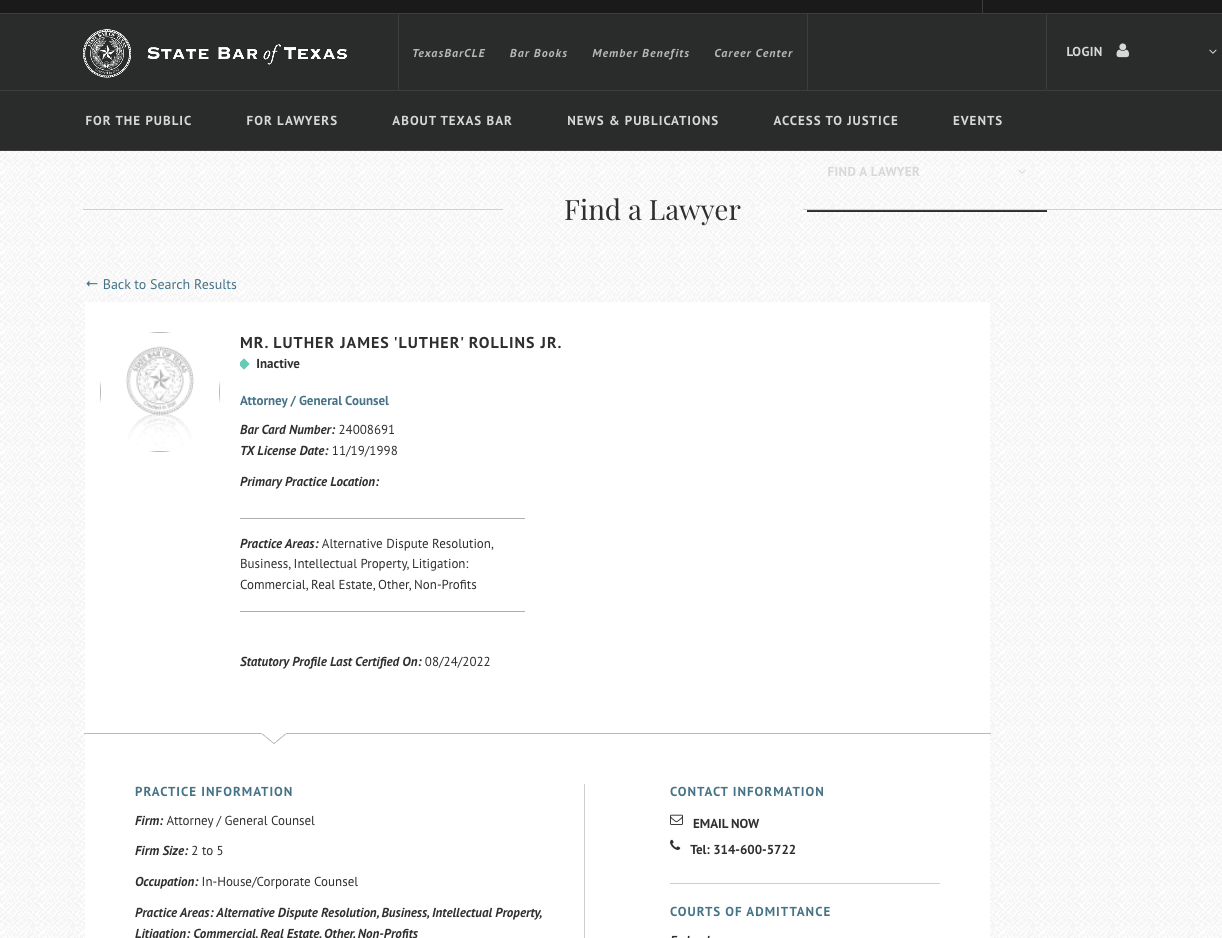 STATE BAR of TEXAS
TexasBarCLE Bar Books Member Benefits Career Center
LOGIN
FOR THE PUBLIC FOR LAWYERS ABOUT TEXAS BAR NEWS & PUBLICATIONS ACCESS TO JUSTICE EVENTS
FIND A LAWYER
Find a Lawyer
← Back to Search Results
STATE BAR OF TEXAS
MR. LUTHER JAMES 'LUTHER' ROLLINS JR.
Inactive
Attorney / General Counsel
Bar Card Number: 24008691
TX License Date: 11/19/1998
Primary Practice Location:
Practice Areas: Alternative Dispute Resolution,
Business, Intellectual Property, Litigation:
Commercial, Real Estate, Other, Non-Profits
Statutory Profile Last Certified On: 08/24/2022
PRACTICE INFORMATION
Firm: Attorney / General Counsel
Firm Size: 2 to 5
Occupation: In-House/Corporate Counsel
Practice Areas: Alternative Dispute Resolution, Business, Intellectual Property,
Litigation: Commercial, Real Estate, Other, Non-Profits
CONTACT INFORMATION
EMAIL NOW
Tel: 314-600-5722
COURTS OF ADMITTANCE